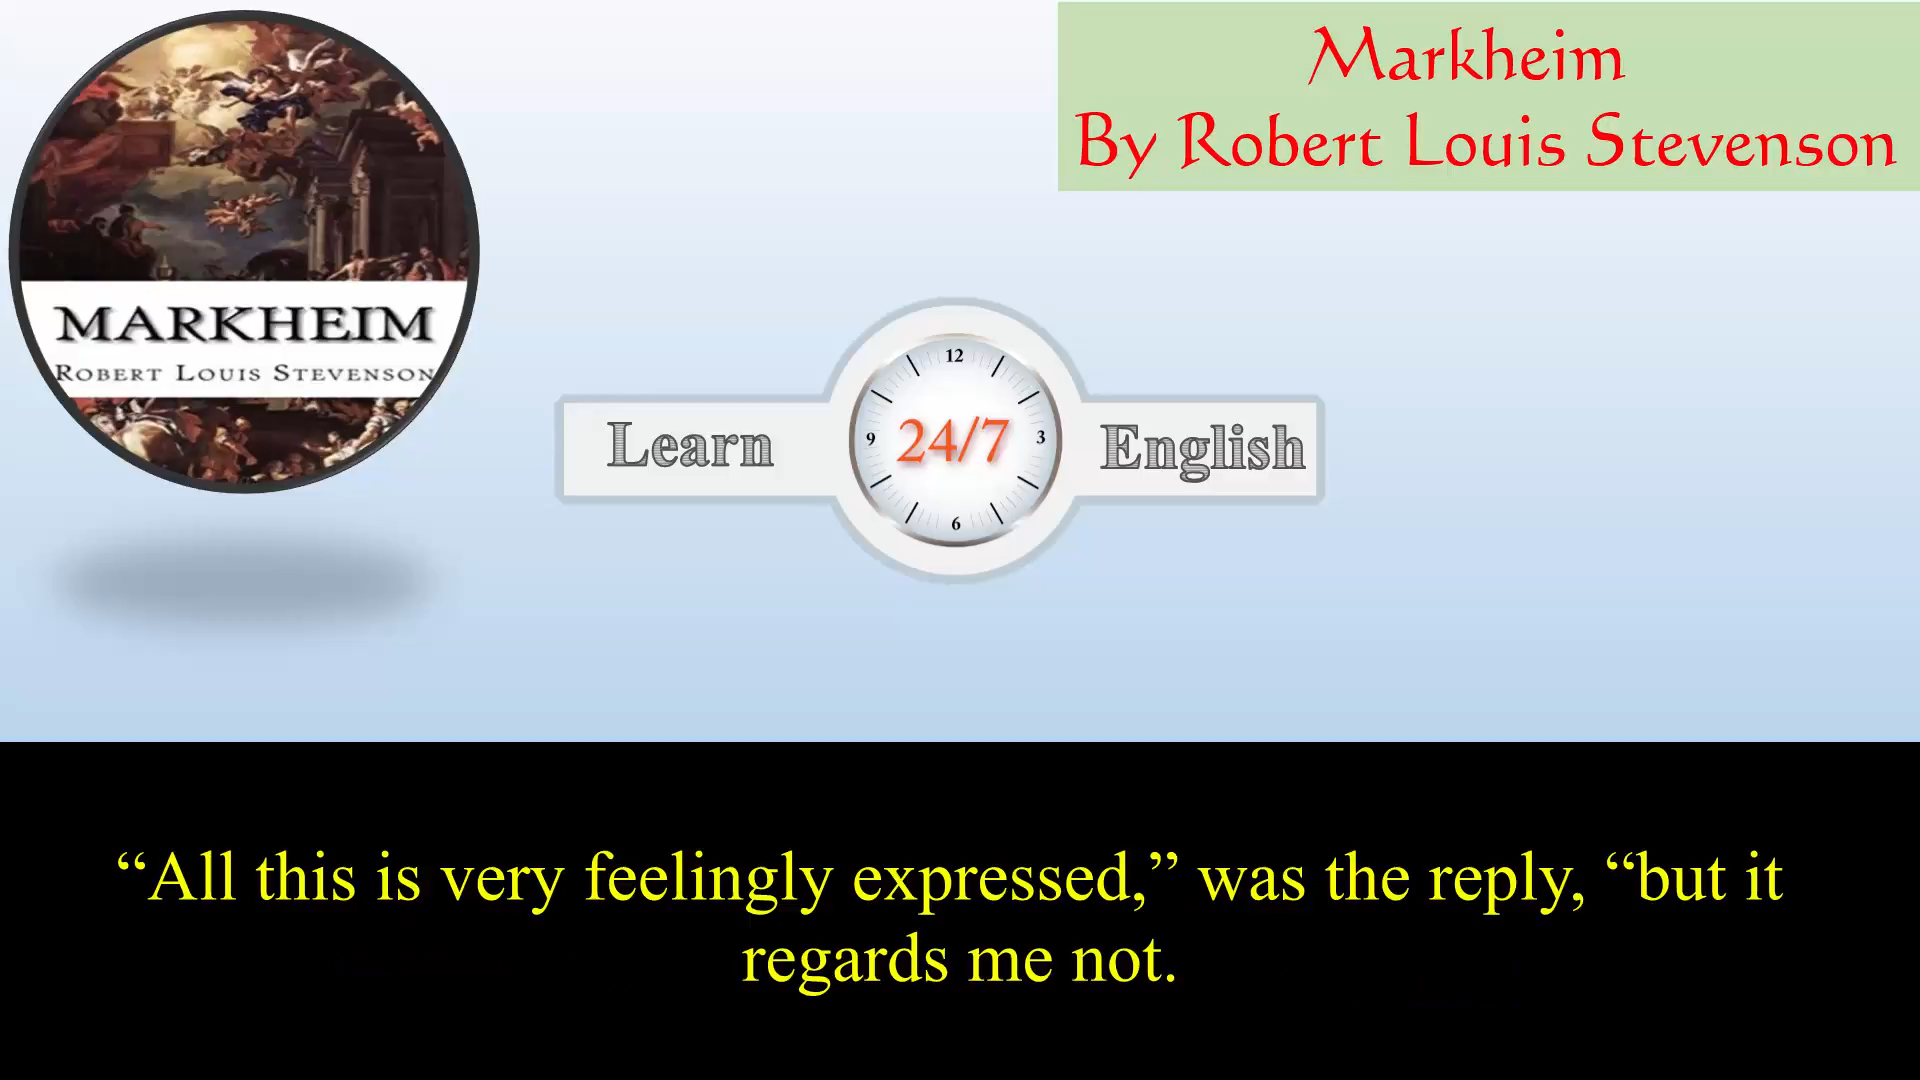 Markheim
By Robert Louis Stevenson
MARKHEIM
ROBERT LOUIS STEVENSON
12
9
3
6
Learn
24/7
English
“All this is very feelingly expressed,” was the reply, “but it
regards me not.